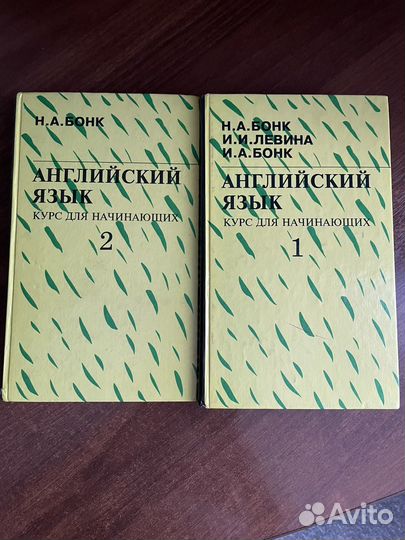 Н.А.БОНК
АНГЛИЙСКИЙ
ЯЗЫК
КУРС ДЛЯ НАЧИНАЮЩИХ
2
Н.А.БОНК
И.И.ЛЕВИНА
И.А.БОНК
АНГЛИЙСКИЙ
ЯЗЫК
КУРС ДЛЯ НАЧИНАЮЩИХ
1
Avito